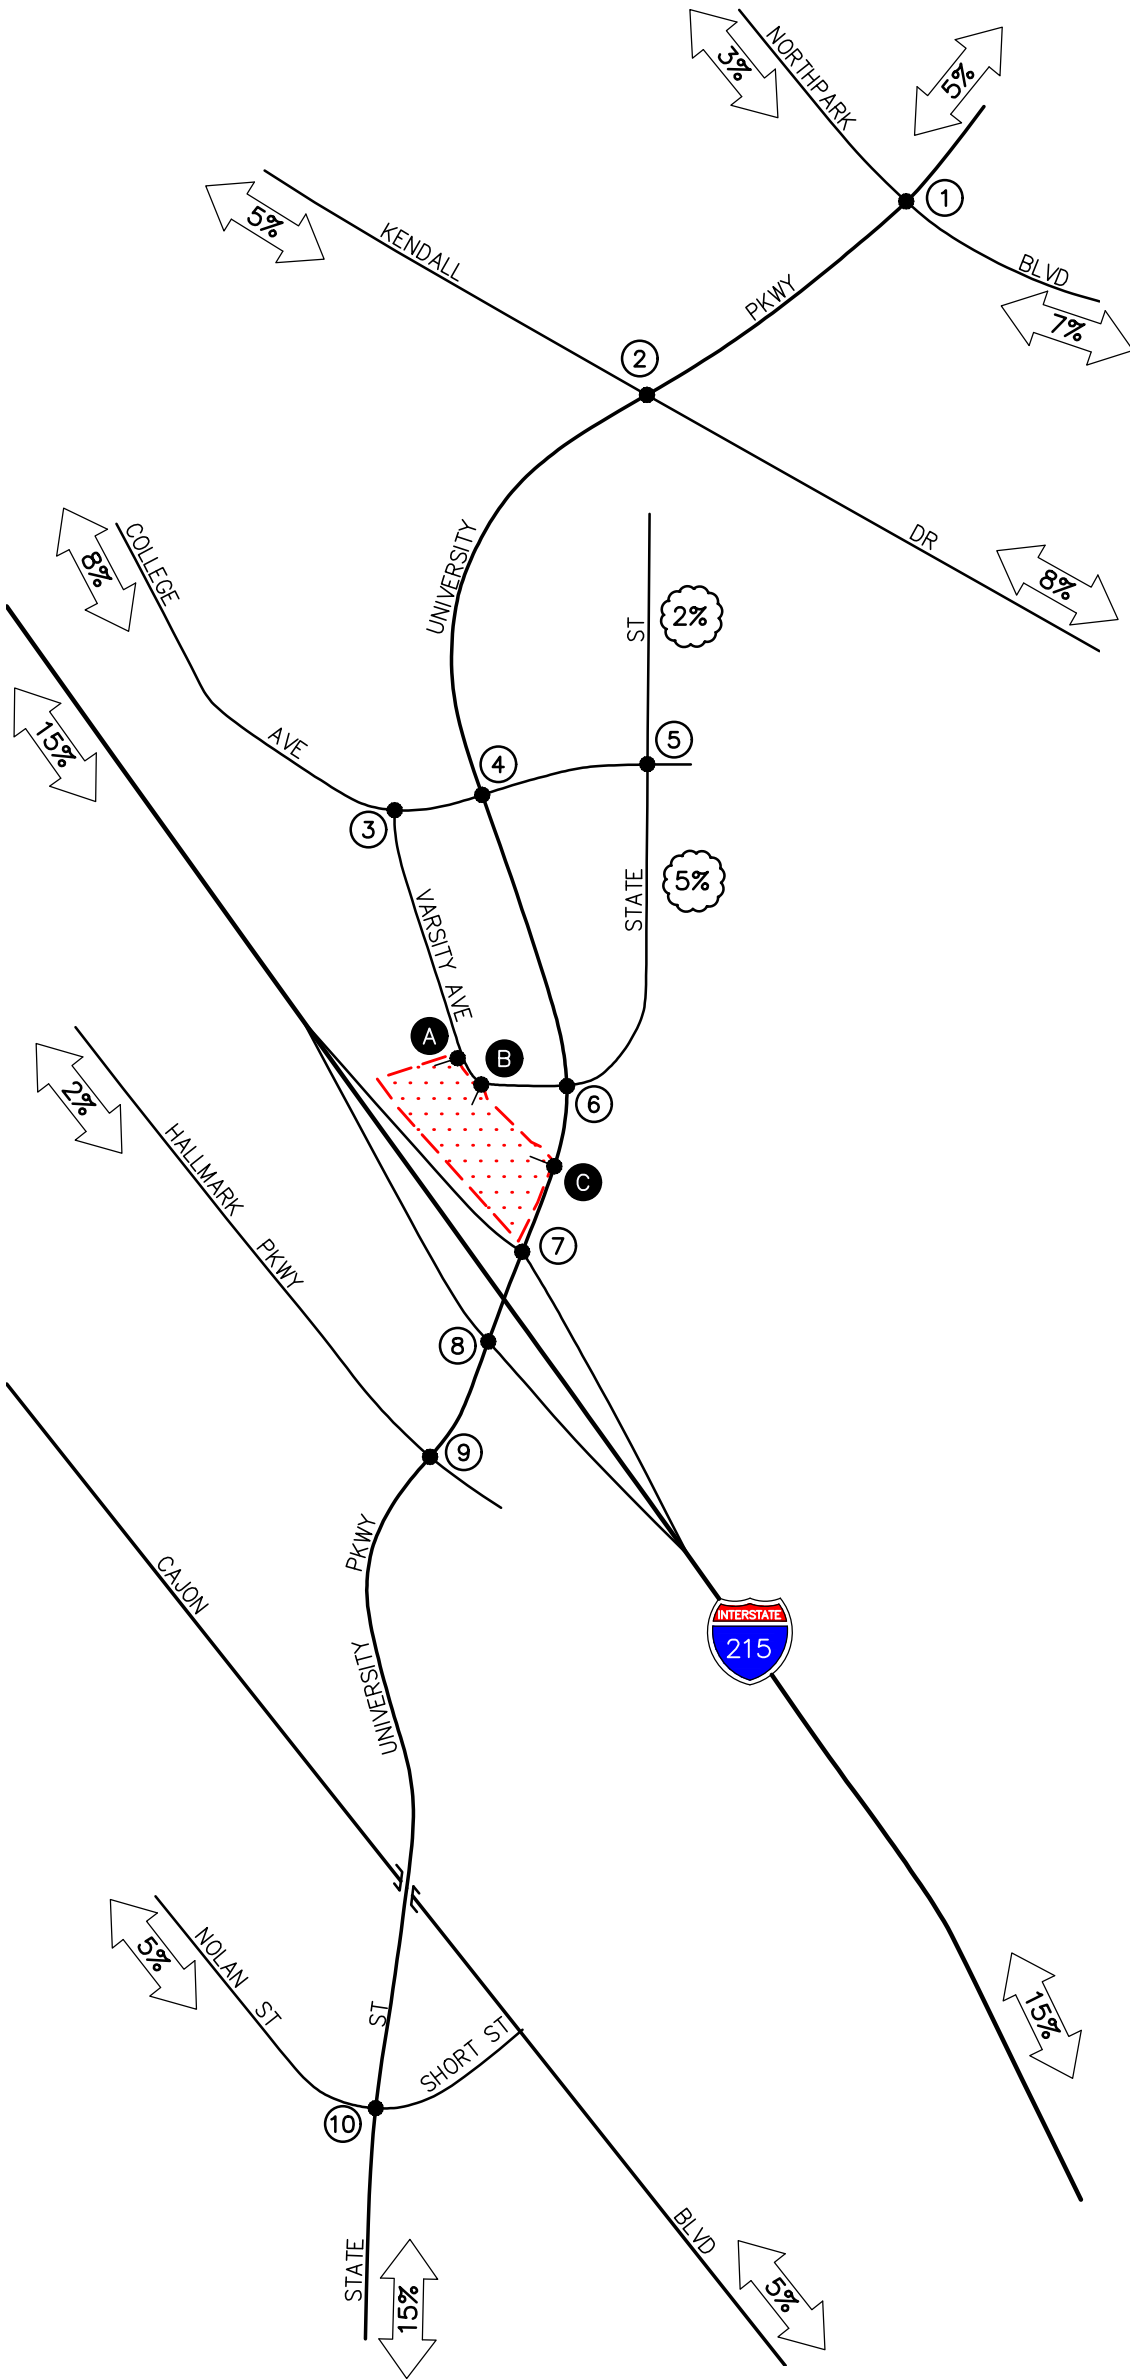 NORTHPARK
3%
5%
1
5%
KENDALL
BLVD
PKWY
7%
2
UNIVERSITY
DR
8%
COLLEGE
8%
ST
2%
AVE
15%
4
5
3
VARSITY AVE
STATE
5%
A
B
6
2%
HALLMARK
PKWY
C
7
8
9
PKWY
CAJON
INTERSTATE
215
UNIVERSITY
5%
NOLAN ST
ST
SHORT ST
15%
10
BLVD
STATE
15%
5%